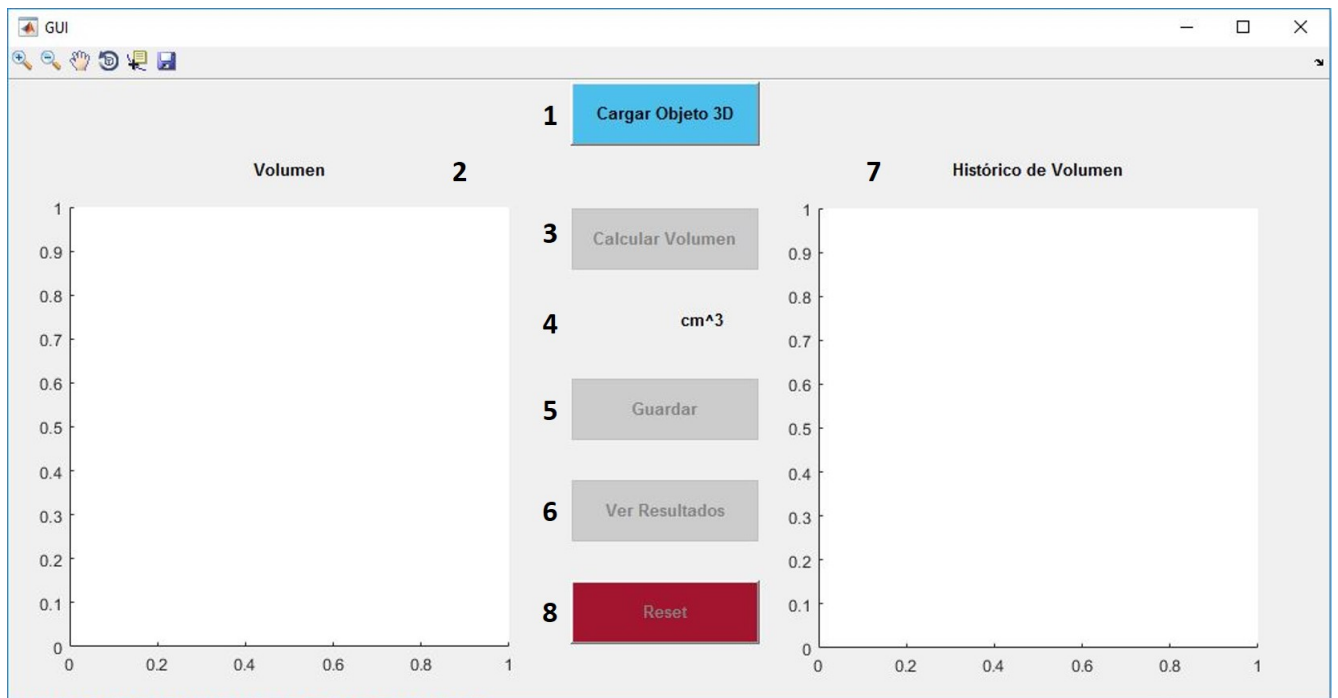 GUI
1 Cargar Objeto 3D
Volumen 2
7 Histórico de Volumen
3 Calcular Volumen
4 cm^3
5 Guardar
6 Ver Resultados
8 Reset
1
0.9
0.8
0.7
0.6
0.5
0.4
0.3
0.2
0.1
0
0 0.2 0.4 0.6 0.8 1
1
0.9
0.8
0.7
0.6
0.5
0.4
0.3
0.2
0.1
0
0 0.2 0.4 0.6 0.8 1